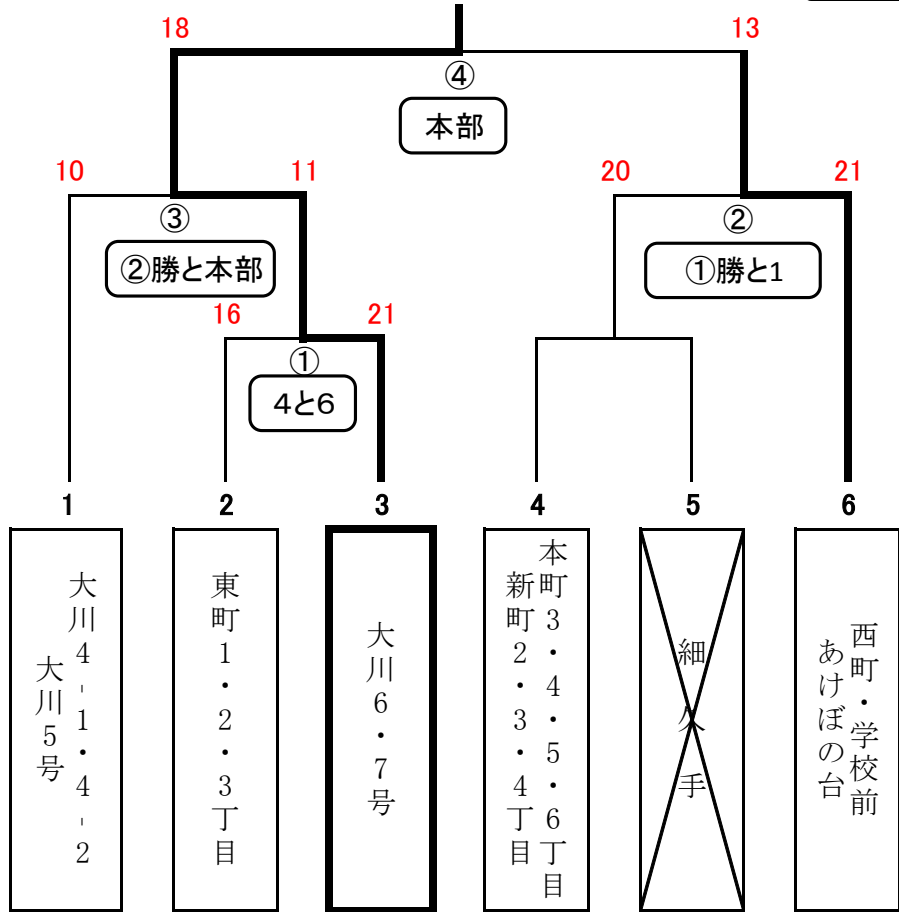 18
13
④
本部
10
11
20
21
③
②
②勝と本部
①勝と1
16
21
①
4と6
1
2
3
4
5
6
大川4-1・4-2
大川5号
東町1・2・3丁目
大川6・7号
本町3・4・5・6丁目
新町2・3・4丁目
細久手
西町・学校前
あけぼの台